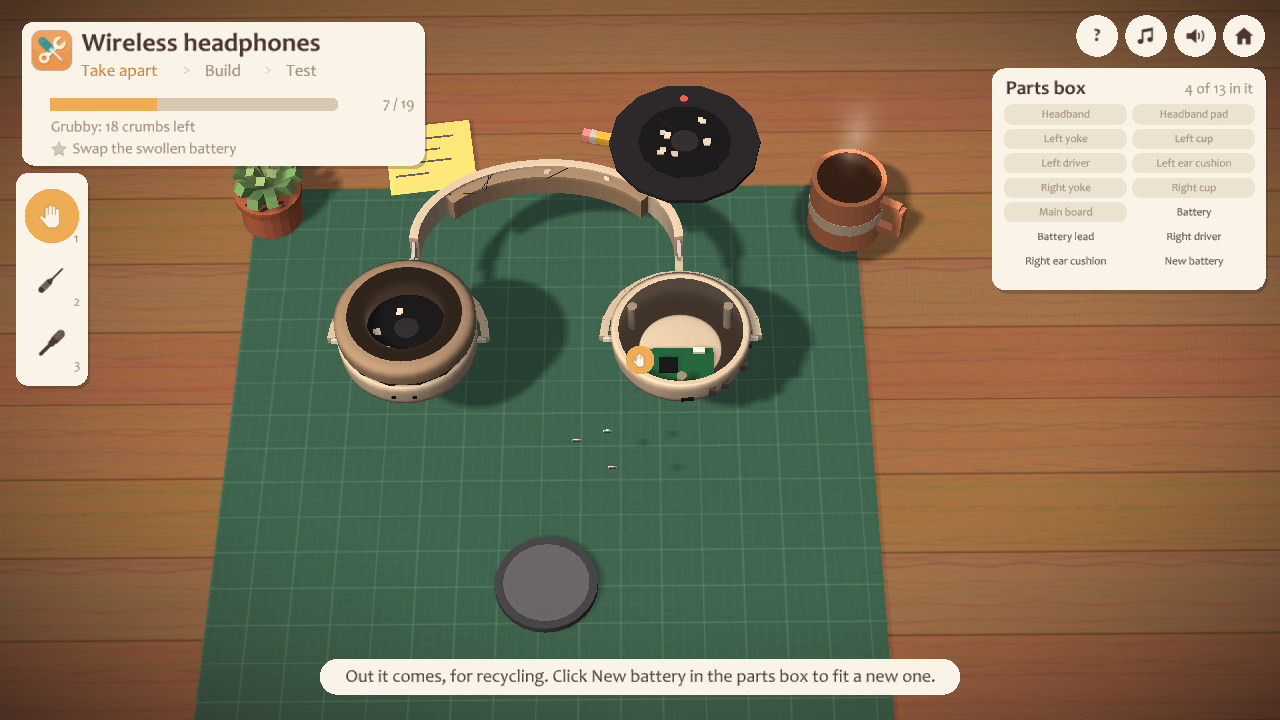 Wireless headphones
Take apart > Build > Test
7 / 19
Grubby: 18 crumbs left
Swap the swollen battery
1
2
3
?
Parts box
4 of 13 in it
Headband
Headband pad
Left yoke
Left cup
Left driver
Left ear cushion
Right yoke
Right cup
Main board
Battery
Battery lead
Right driver
Right ear cushion
New battery
Out it comes, for recycling. Click New battery in the parts box to fit a new one.